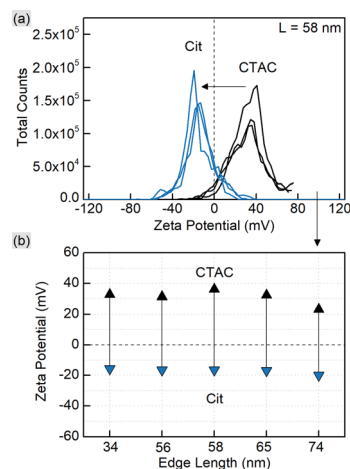 (a)
L = 58 nm
Cit
CTAC
Total Counts
2.5x10^5
2.0x10^5
1.5x10^5
1.0x10^5
5.0x10^4
0.0
-120 -80 -40 0 40 80 120
Zeta Potential (mV)
(b)
60
40
20
0
-20
-40
-60
Zeta Potential (mV)
CTAC
Cit
34 56 58 65 74
Edge Length (nm)